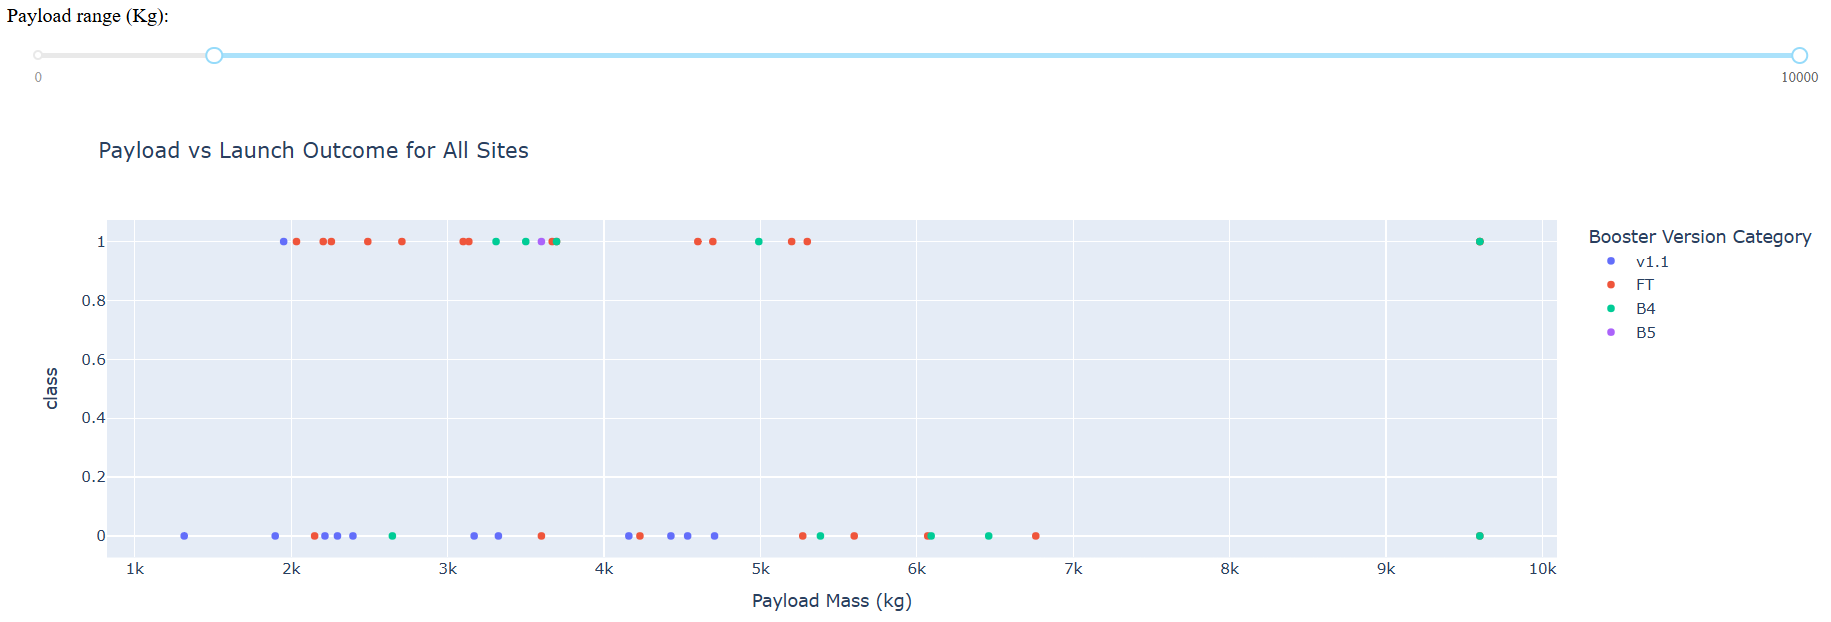 Payload range (Kg):
0
10000
Payload vs Launch Outcome for All Sites
Booster Version Category
v1.1
FT
B4
B5
class
1
0.8
0.6
0.4
0.2
0
1k 2k 3k 4k 5k 6k 7k 8k 9k 10k
Payload Mass (kg)